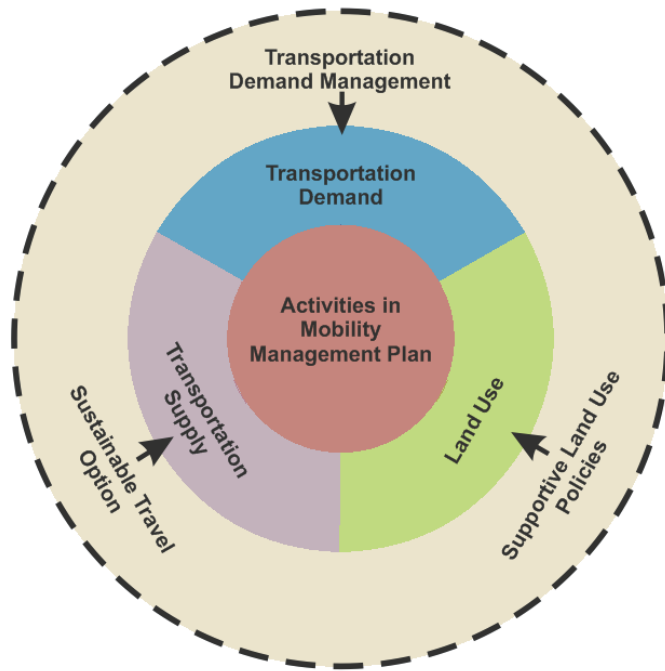 Transportation
Demand Management
Transportation
Demand
Activities in
Mobility
Management Plan
Transportation
Supply
Land Use
Sustainable Travel
Option
Supportive Land Use
Policies